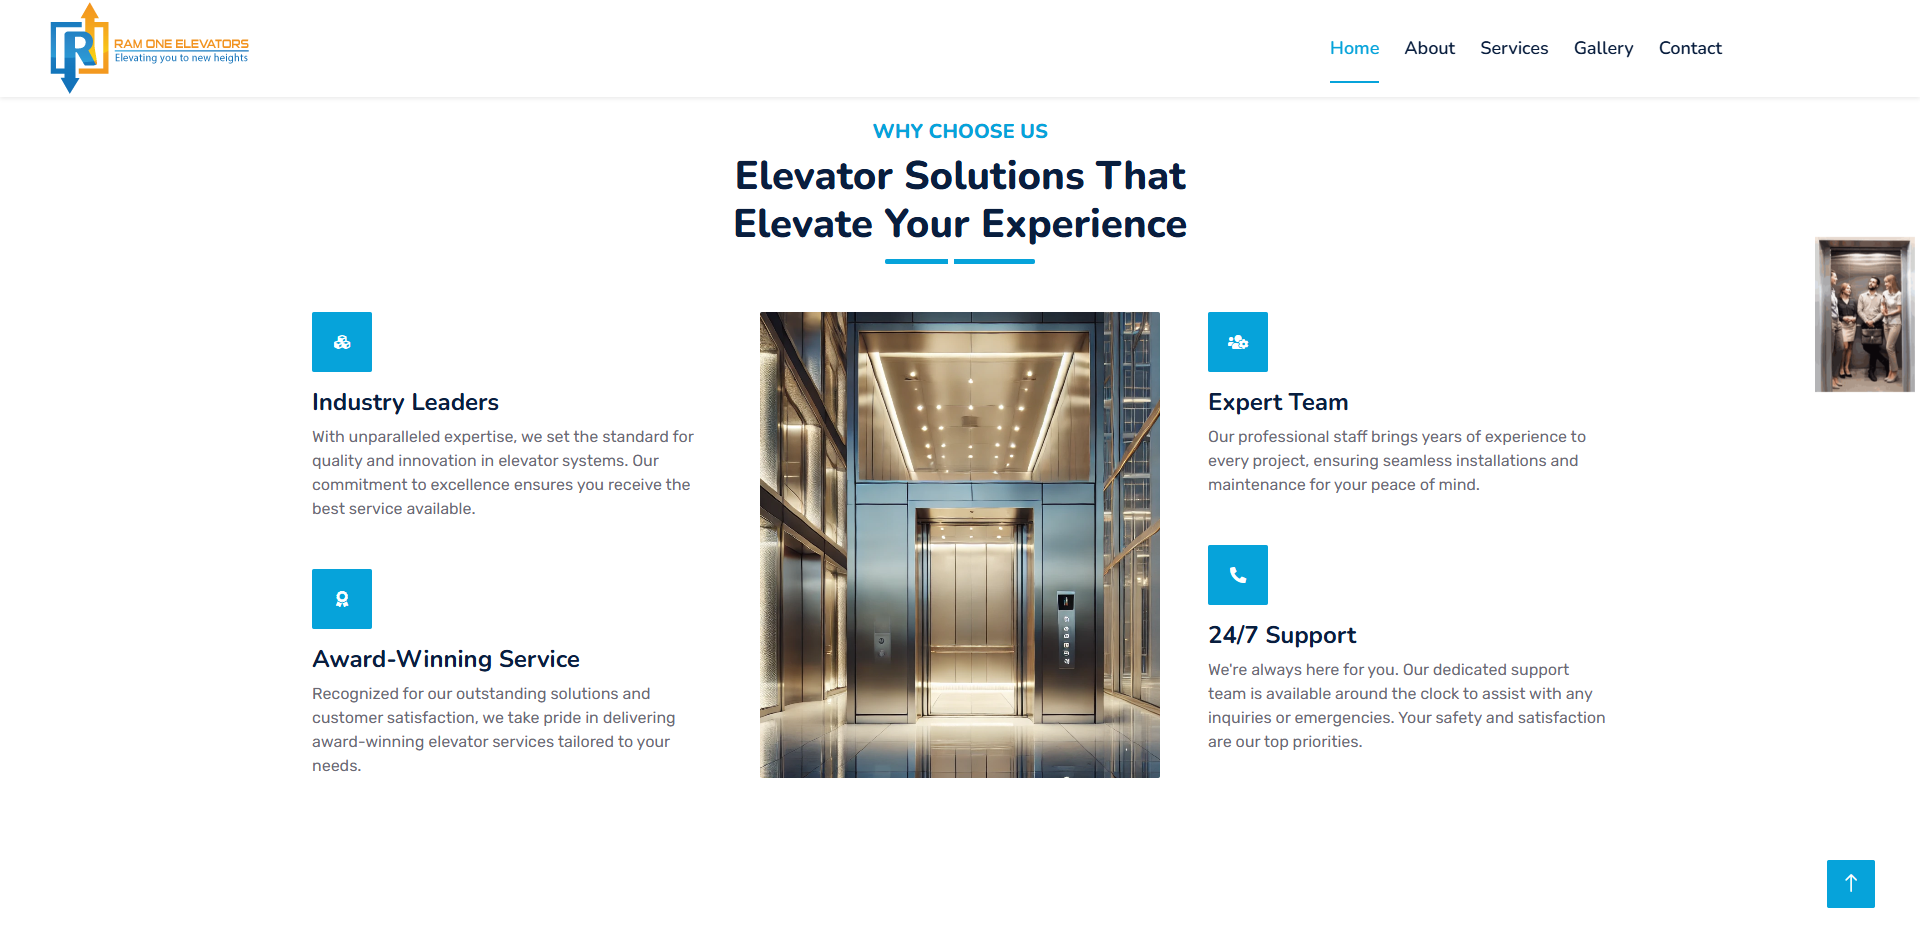 RAM ONE ELEVATORS
Elevating you to new heights
Home About Services Gallery Contact
WHY CHOOSE US
Elevator Solutions That
Elevate Your Experience
Industry Leaders
With unparalleled expertise, we set the standard for
quality and innovation in elevator systems. Our
commitment to excellence ensures you receive the
best service available.
Award-Winning Service
Recognized for our outstanding solutions and
customer satisfaction, we take pride in delivering
award-winning elevator services tailored to your
needs.
Expert Team
Our professional staff brings years of experience to
every project, ensuring seamless installations and
maintenance for your peace of mind.
24/7 Support
We're always here for you. Our dedicated support
team is available around the clock to assist with any
inquiries or emergencies. Your safety and satisfaction
are our top priorities.